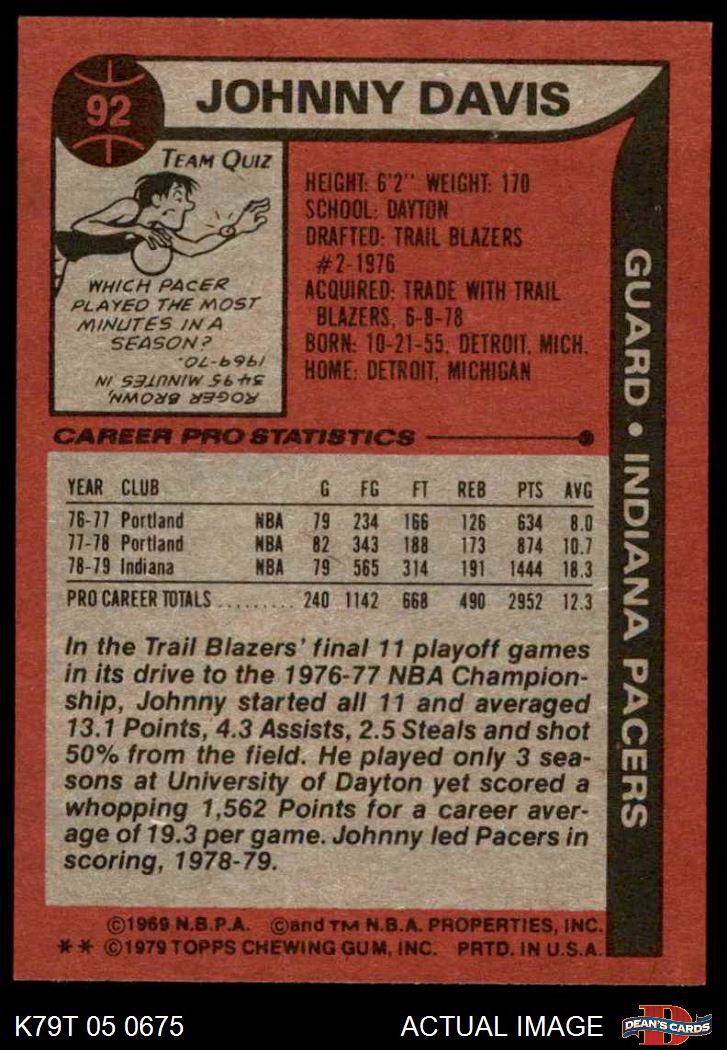 92
JOHNNY DAVIS
TEAM QUIZ
WHICH PACER
PLAYED THE MOST
MINUTES IN A
SEASON?
ROGER BROWN,
3495 MINUTES IN
1969-70.
HEIGHT: 6'2" WEIGHT: 170
SCHOOL: DAYTON
DRAFTED: TRAIL BLAZERS
#2-1976
ACQUIRED: TRADE WITH TRAIL
BLAZERS, 6-8-78
BORN: 10-21-55, DETROIT, MICH.
HOME: DETROIT, MICHIGAN
GUARD • INDIANA PACERS
CAREER PRO STATISTICS
YEAR CLUB G FG FT REB PTS AVG
76-77 Portland NBA 79 234 166 126 634 8.0
77-78 Portland NBA 82 343 188 173 874 10.7
78-79 Indiana NBA 79 565 314 191 1444 18.3
PRO CAREER TOTALS ......... 240 1142 668 490 2952 12.3
In the Trail Blazers' final 11 playoff games
in its drive to the 1976-77 NBA Champion-
ship, Johnny started all 11 and averaged
13.1 Points, 4.3 Assists, 2.5 Steals and shot
50% from the field. He played only 3 sea-
sons at University of Dayton yet scored a
whopping 1,562 Points for a career aver-
age of 19.3 per game. Johnny led Pacers in
scoring, 1978-79.
©1969 N.B.P.A. ©and TM N.B.A. PROPERTIES, INC.
** ©1979 TOPPS CHEWING GUM, INC. PRTD. IN U.S.A.
K79T 05 0675
ACTUAL IMAGE
D
DEAN'S CARDS